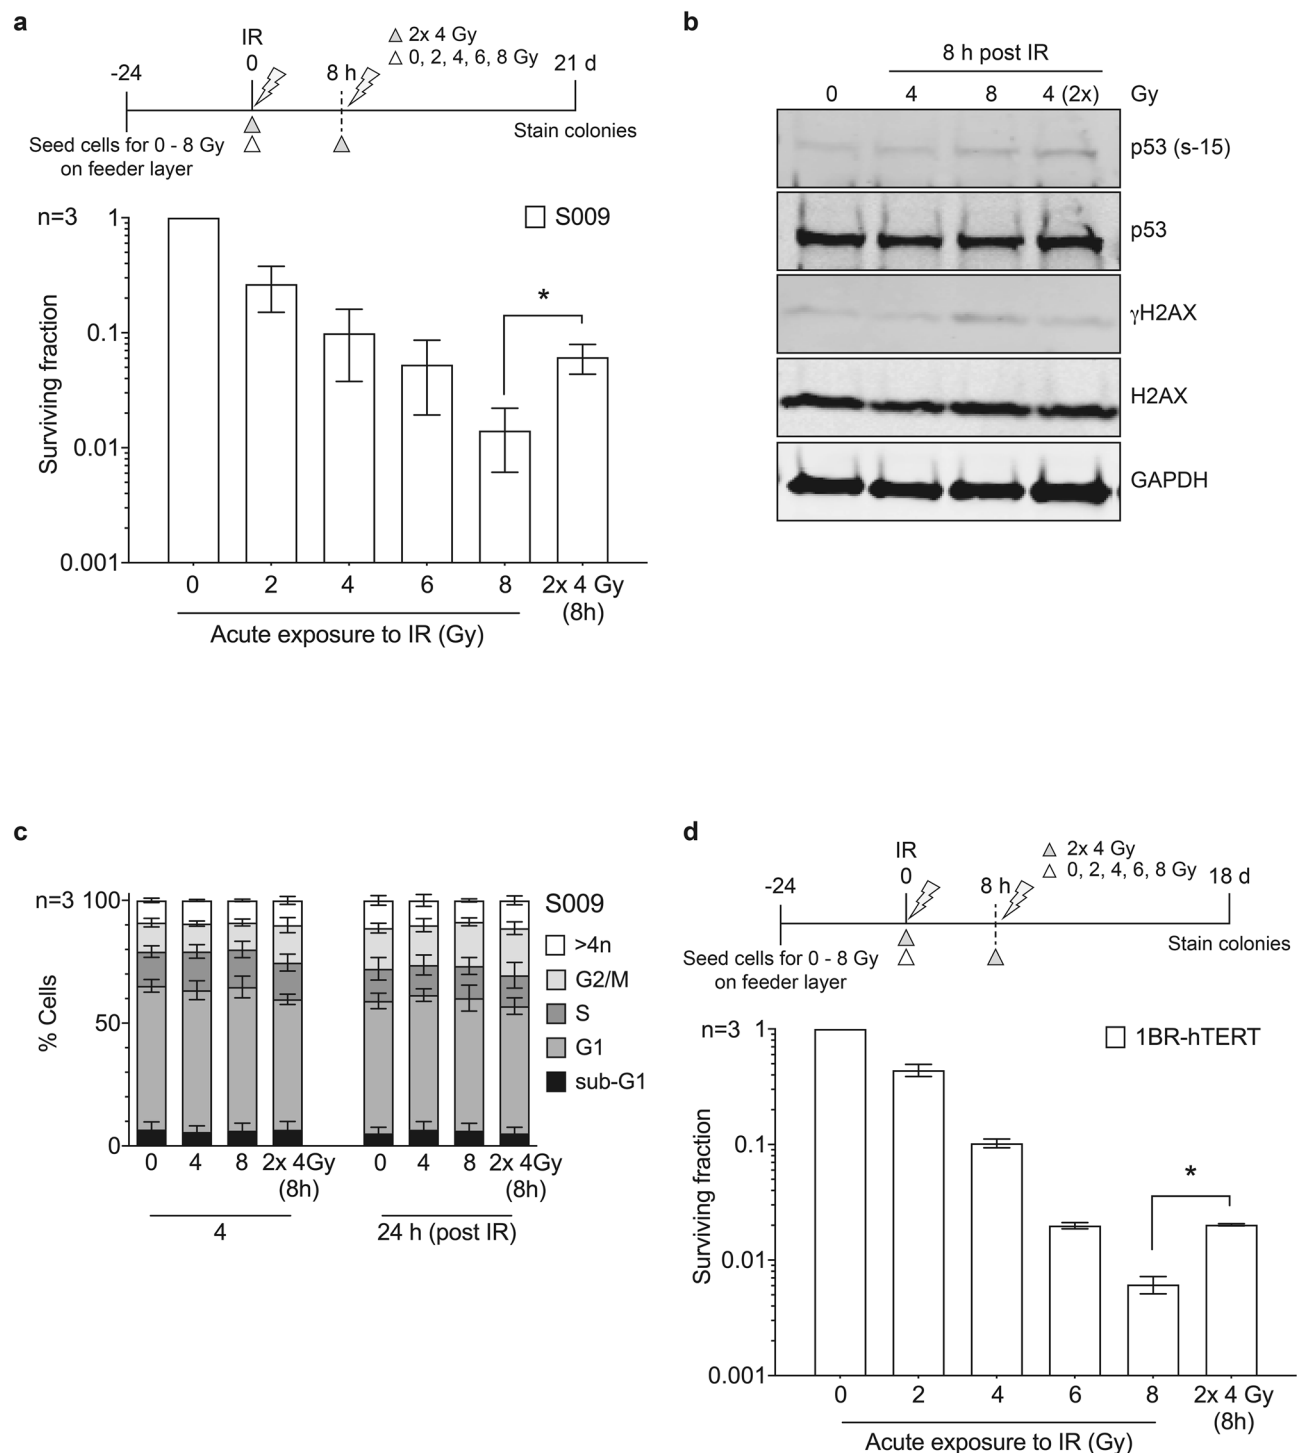 a
IR
2x 4 Gy
0, 2, 4, 6, 8 Gy
-24
0
8 h
21 d
Seed cells for 0 - 8 Gy
on feeder layer
Stain colonies
n=3
S009
*
Surviving fraction
1
0.1
0.01
0.001
0 2 4 6 8 2x 4 Gy
(8h)
Acute exposure to IR (Gy)
b
8 h post IR
0 4 8 4 (2x) Gy
p53 (s-15)
p53
γH2AX
H2AX
GAPDH
c
n=3
100
50
0
% Cells
S009
>4n
G2/M
S
G1
sub-G1
0 4 8 2x 4Gy
(8h)
0 4 8 2x 4Gy
(8h)
4
24 h (post IR)
d
IR
2x 4 Gy
0, 2, 4, 6, 8 Gy
-24
0
8 h
18 d
Seed cells for 0 - 8 Gy
on feeder layer
Stain colonies
n=3
1BR-hTERT
*
Surviving fraction
1
0.1
0.01
0.001
0 2 4 6 8 2x 4 Gy
(8h)
Acute exposure to IR (Gy)